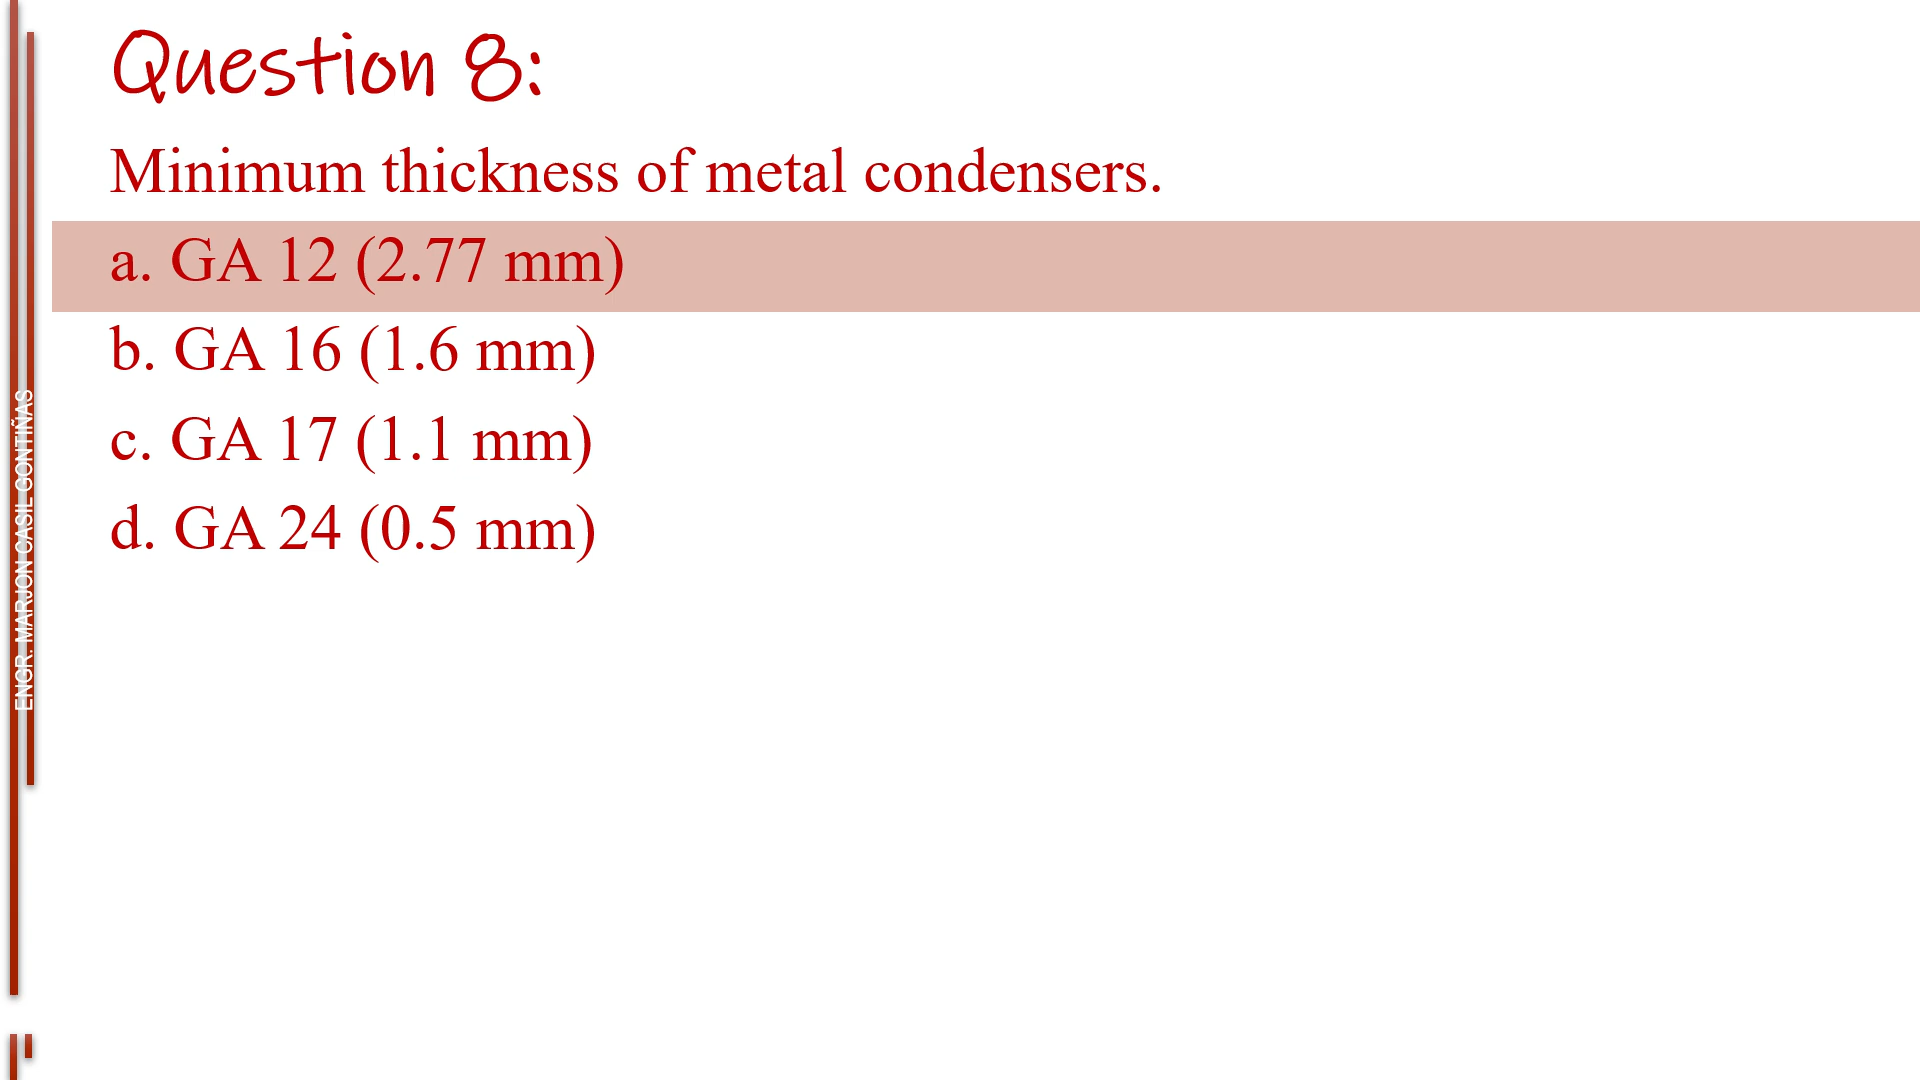 Question 8:
Minimum thickness of metal condensers.
a. GA 12 (2.77 mm)
b. GA 16 (1.6 mm)
c. GA 17 (1.1 mm)
d. GA 24 (0.5 mm)
ENGR. MARJON CASIL GONTIÑAS